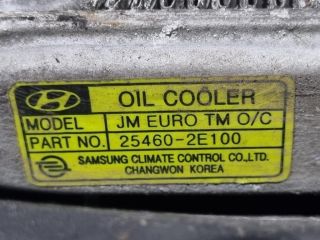 OIL COOLER
MODEL JM EURO TM O/C
PART NO. 25460-2E100
SAMSUNG CLIMATE CONTROL CO.,LTD.
CHANGWON KOREA